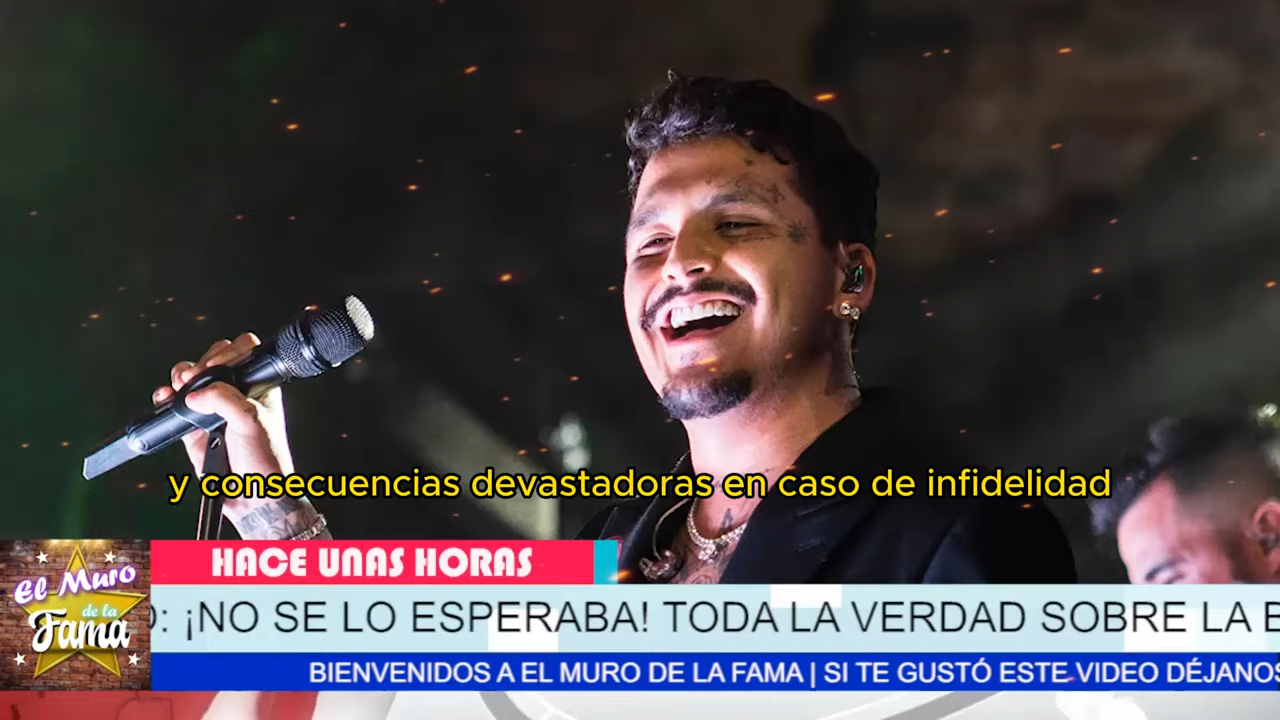 y consecuencias devastadoras en caso de infidelidad
HACE UNAS HORAS
El Muro
de la
Fama
: ¡NO SE LO ESPERABA! TODA LA VERDAD SOBRE LA
BIENVENIDOS A EL MURO DE LA FAMA | SI TE GUSTÓ ESTE VIDEO DÉJANOS